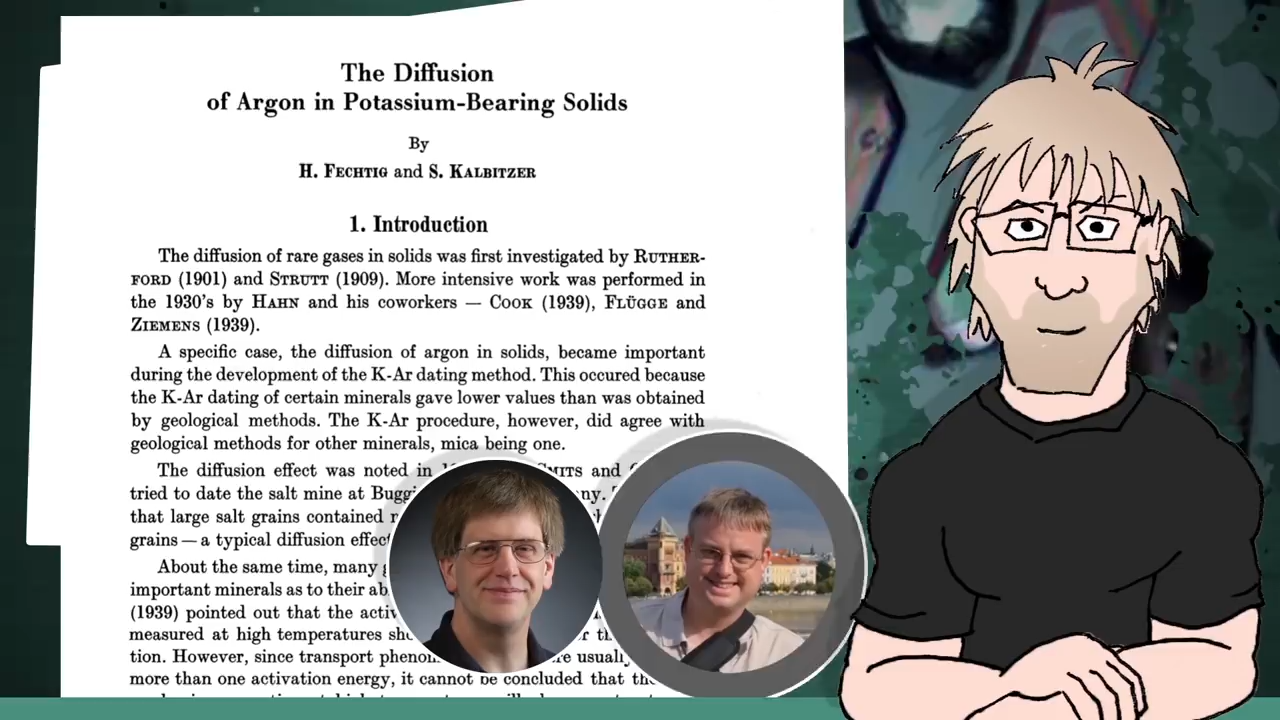 The Diffusion
of Argon in Potassium-Bearing Solids
By
H. FECHTIG and S. KALBITZER
1. Introduction
The diffusion of rare gases in solids was first investigated by RUTHER-
FORD (1901) and STRUTT (1909). More intensive work was performed in
the 1930's by HAHN and his coworkers — COOK (1939), FLÜGGE and
ZIEMENS (1939).
A specific case, the diffusion of argon in solids, became important
during the development of the K-Ar dating method. This occured because
the K-Ar dating of certain minerals gave lower values than was obtained
by geological methods. The K-Ar procedure, however, did agree with
geological methods for other minerals, mica being one.
The diffusion effect was noted in and
tried to date the salt mine at
that large salt grains contained
grains — a typical diffusion
About the same time, many
important minerals as to their
(1939) pointed out that the
measured at high temperatures
tion. However, since transport usually
more than one activation energy, it cannot be concluded that